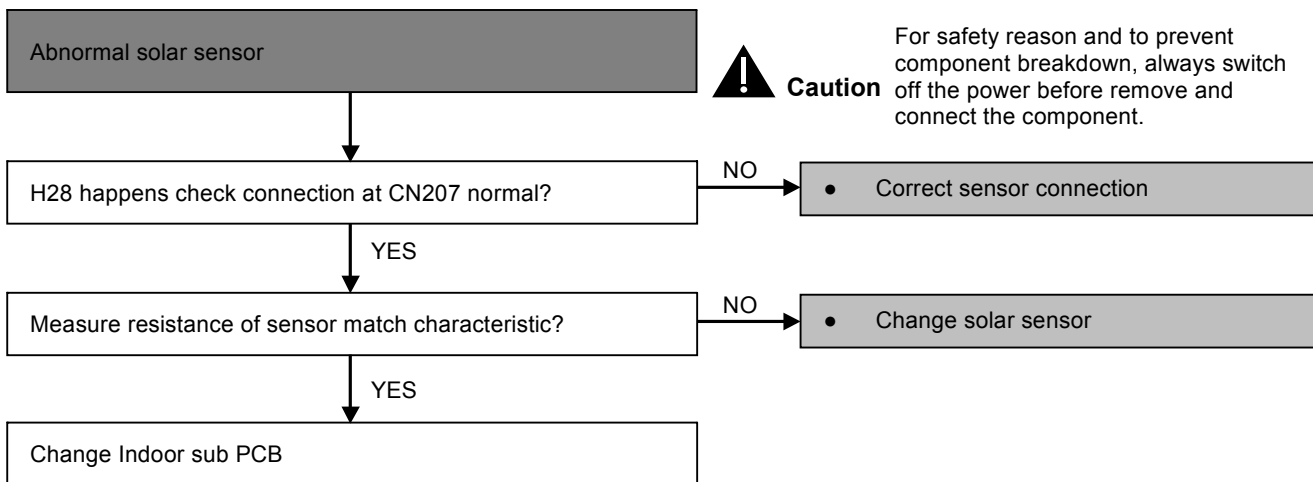 Abnormal solar sensor
Caution
For safety reason and to prevent
component breakdown, always switch
off the power before remove and
connect the component.
H28 happens check connection at CN207 normal?
NO
● Correct sensor connection
YES
Measure resistance of sensor match characteristic?
NO
● Change solar sensor
YES
Change Indoor sub PCB